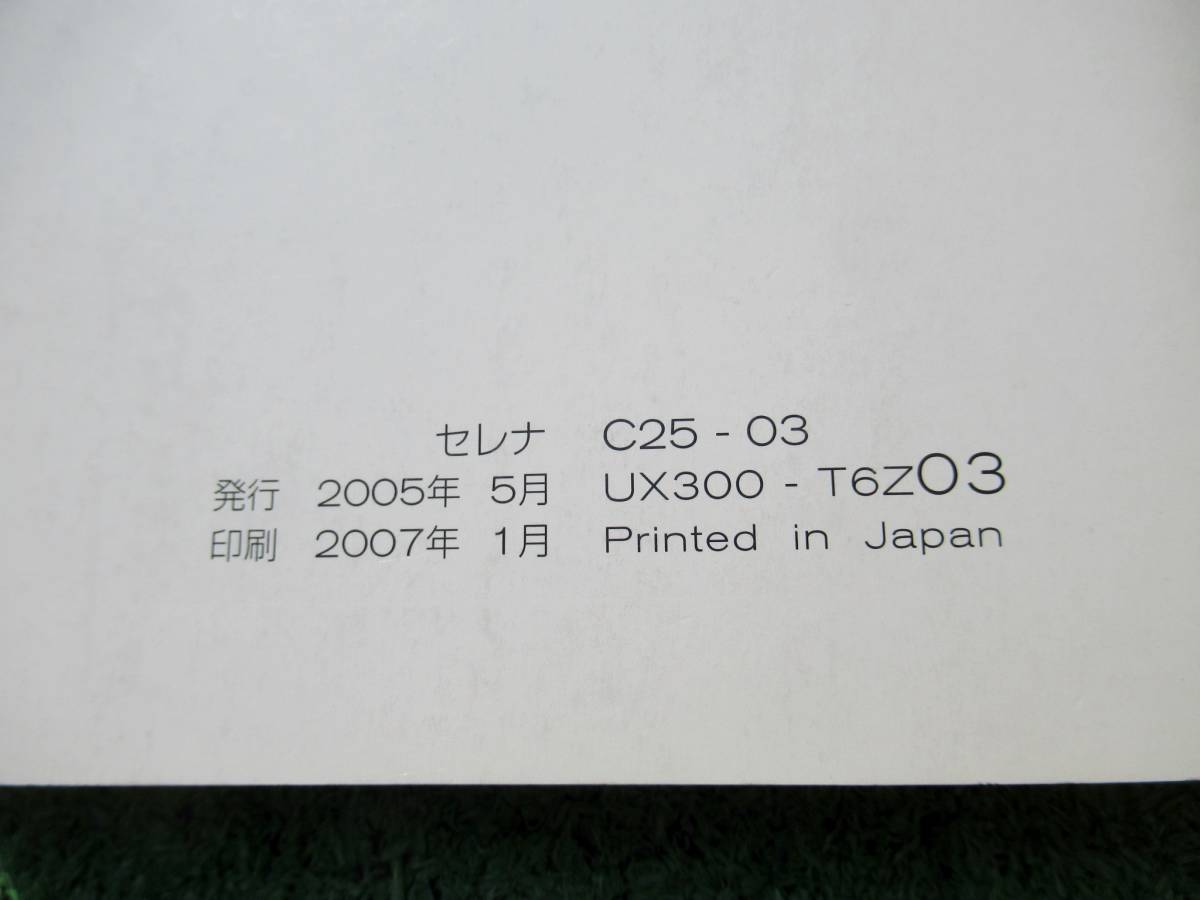 セレナ C25 - 03
発行 2005年 5月 UX300 - T6Z03
印刷 2007年 1月 Printed in Japan